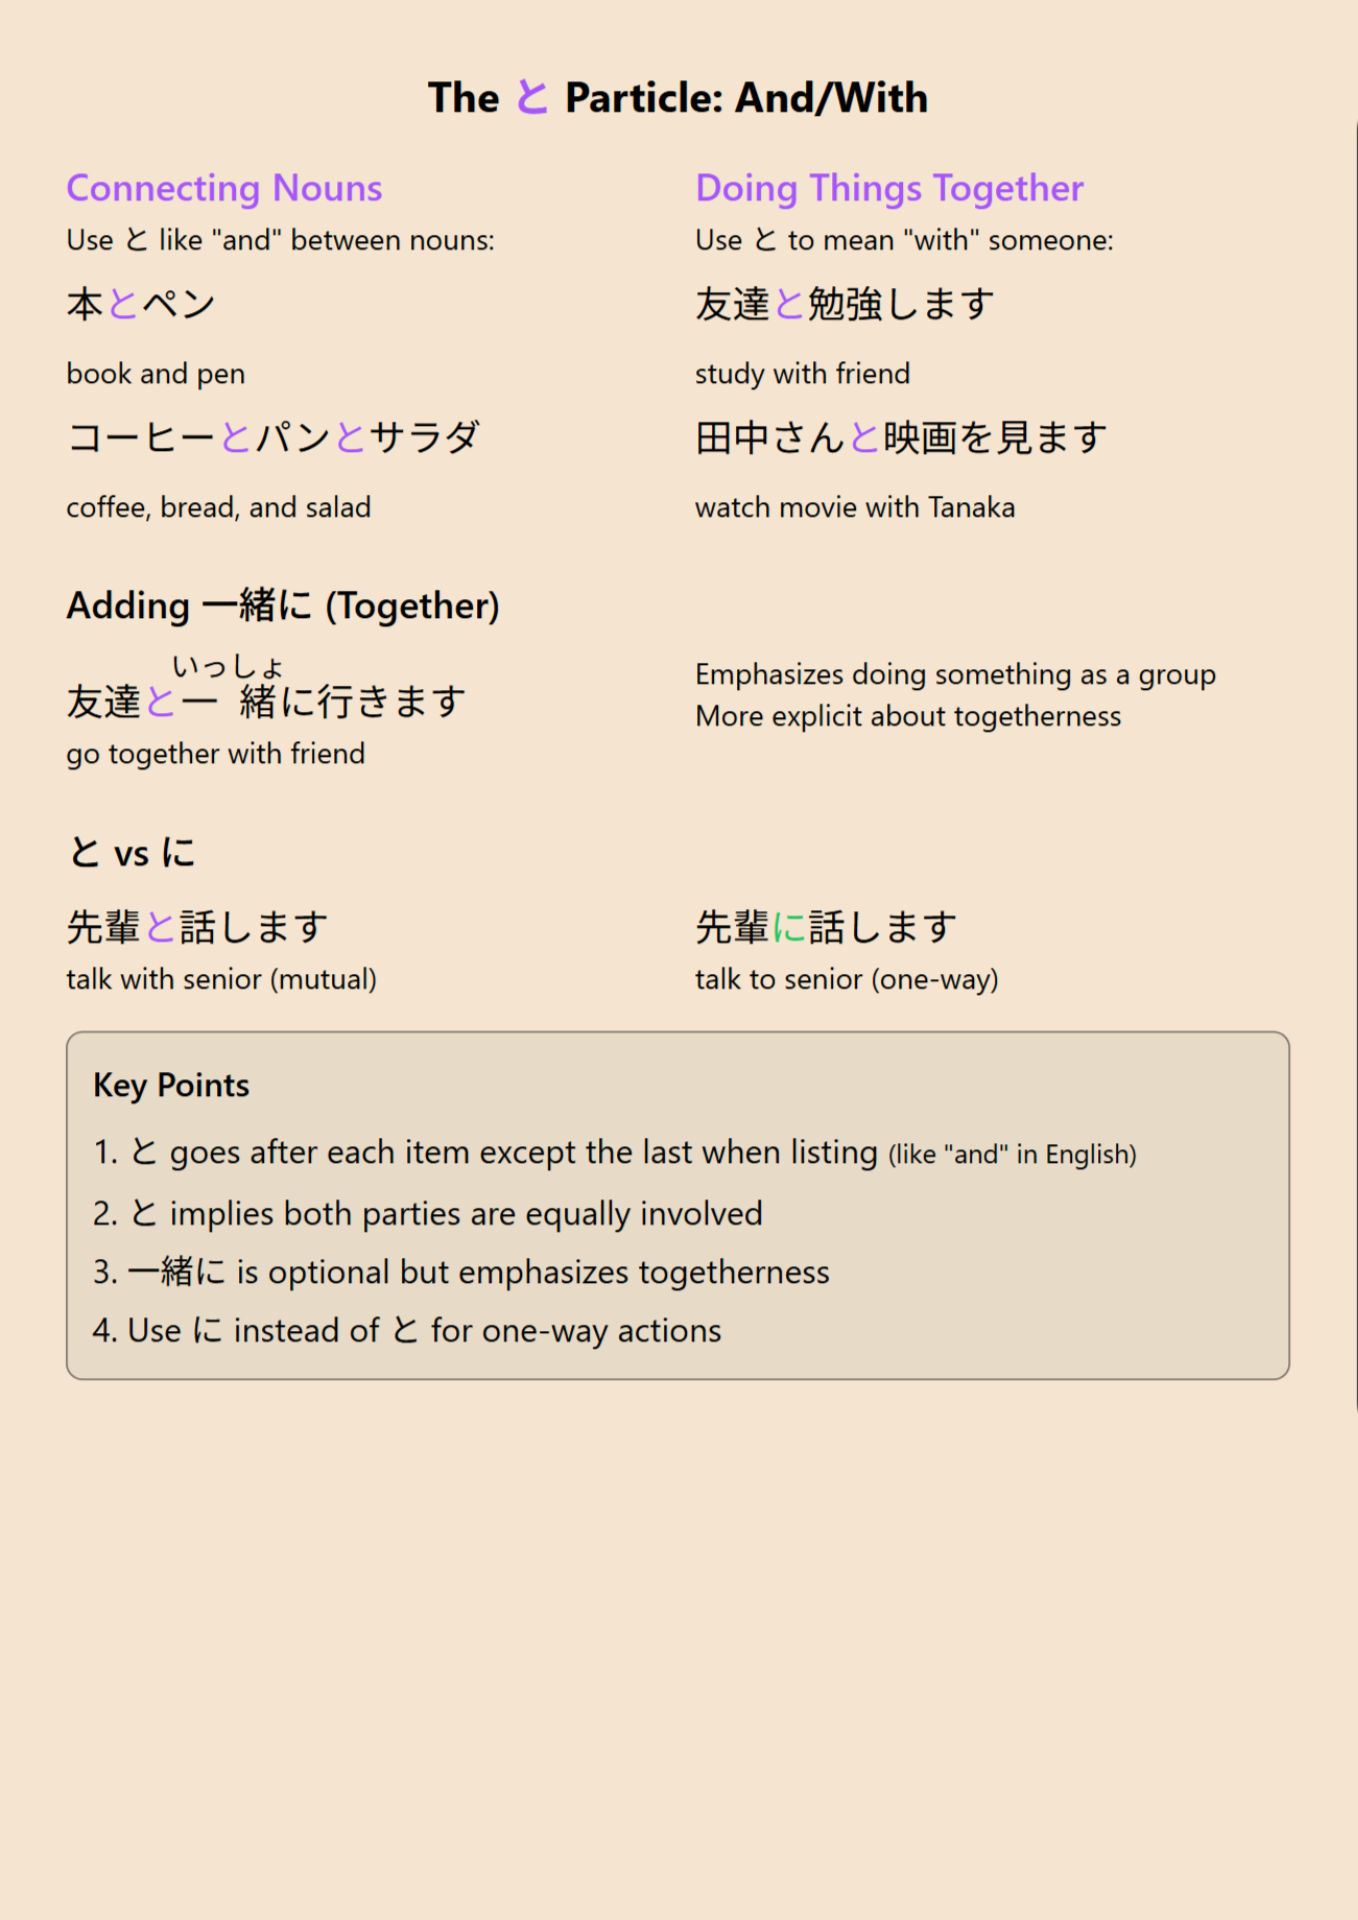 The と Particle: And/With
Connecting Nouns
Use と like "and" between nouns:
本とペン
book and pen
コーヒーとパンとサラダ
coffee, bread, and salad
Doing Things Together
Use と to mean "with" someone:
友達と勉強します
study with friend
田中さんと映画を見ます
watch movie with Tanaka
Adding 一緒に (Together)
いっしょ
友達と一緒に行きます
go together with friend
Emphasizes doing something as a group
More explicit about togetherness
と vs に
先輩と話します
talk with senior (mutual)
先輩に話します
talk to senior (one-way)
Key Points
1. と goes after each item except the last when listing (like "and" in English)
2. と implies both parties are equally involved
3. 一緒に is optional but emphasizes togetherness
4. Use に instead of と for one-way actions